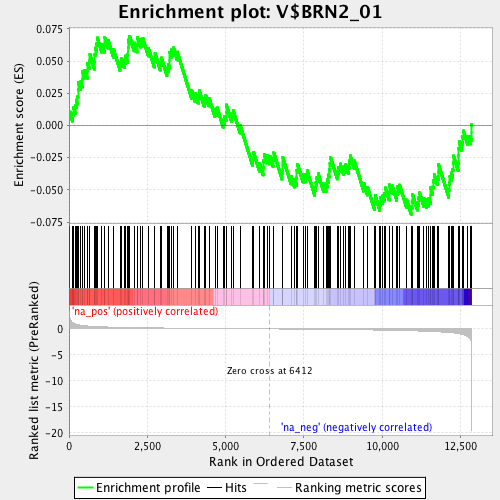 Enrichment plot: V$BRN2_01
Enrichment score (ES)
0.075
0.050
0.025
0.000
-0.025
-0.050
-0.075
'na_pos' (positively correlated)
Ranked list metric (PreRanked)
0
-5
-10
-15
-20
Zero cross at 6412
'na_neg' (negatively correlated)
0
2,500
5,000
7,500
10,000
12,500
Rank in Ordered Dataset
Enrichment profile
Hits
Ranking metric scores